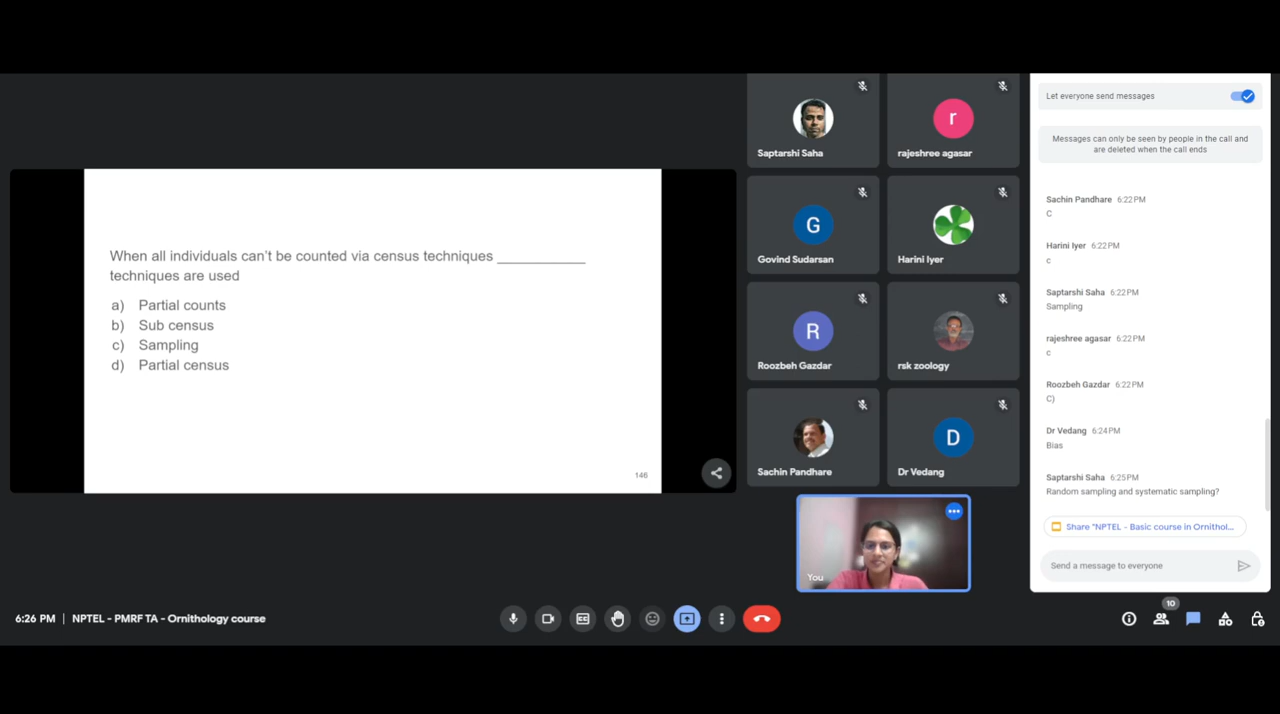 When all individuals can't be counted via census techniques ___________
techniques are used
a) Partial counts
b) Sub census
c) Sampling
d) Partial census
146
Saptarshi Saha
r
rajeshree agasar
G
Govind Sudarsan
Harini Iyer
R
Roozbeh Gazdar
rsk zoology
Sachin Pandhare
D
Dr Vedang
You
Let everyone send messages
Messages can only be seen by people in the call and
are deleted when the call ends
Sachin Pandhare 6:22 PM
C
Harini Iyer 6:22 PM
c
Saptarshi Saha 6:22 PM
Sampling
rajeshree agasar 6:22 PM
c
Roozbeh Gazdar 6:22 PM
C)
Dr Vedang 6:24 PM
Bias
Saptarshi Saha 6:25 PM
Random sampling and systematic sampling?
Share "NPTEL - Basic course in Ornithol...
Send a message to everyone
6:26 PM | NPTEL - PMRF TA - Ornithology course
10